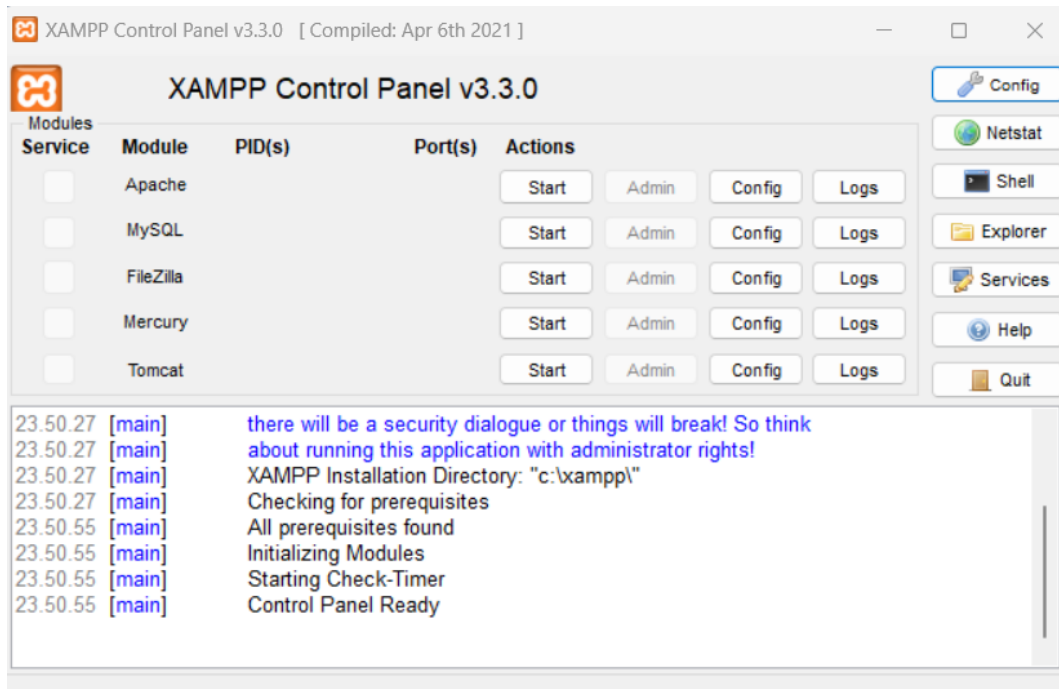 XAMPP Control Panel v3.3.0 [ Compiled: Apr 6th 2021 ]
XAMPP Control Panel v3.3.0
Config
Modules
Service Module PID(s) Port(s) Actions
Netstat
Apache Start Admin Config Logs
Shell
MySQL Start Admin Config Logs
Explorer
FileZilla Start Admin Config Logs
Services
Mercury Start Admin Config Logs
Help
Tomcat Start Admin Config Logs
Quit
23.50.27 [main] there will be a security dialogue or things will break! So think
23.50.27 [main] about running this application with administrator rights!
23.50.27 [main] XAMPP Installation Directory: "c:\xampp\"
23.50.27 [main] Checking for prerequisites
23.50.55 [main] All prerequisites found
23.50.55 [main] Initializing Modules
23.50.55 [main] Starting Check-Timer
23.50.55 [main] Control Panel Ready